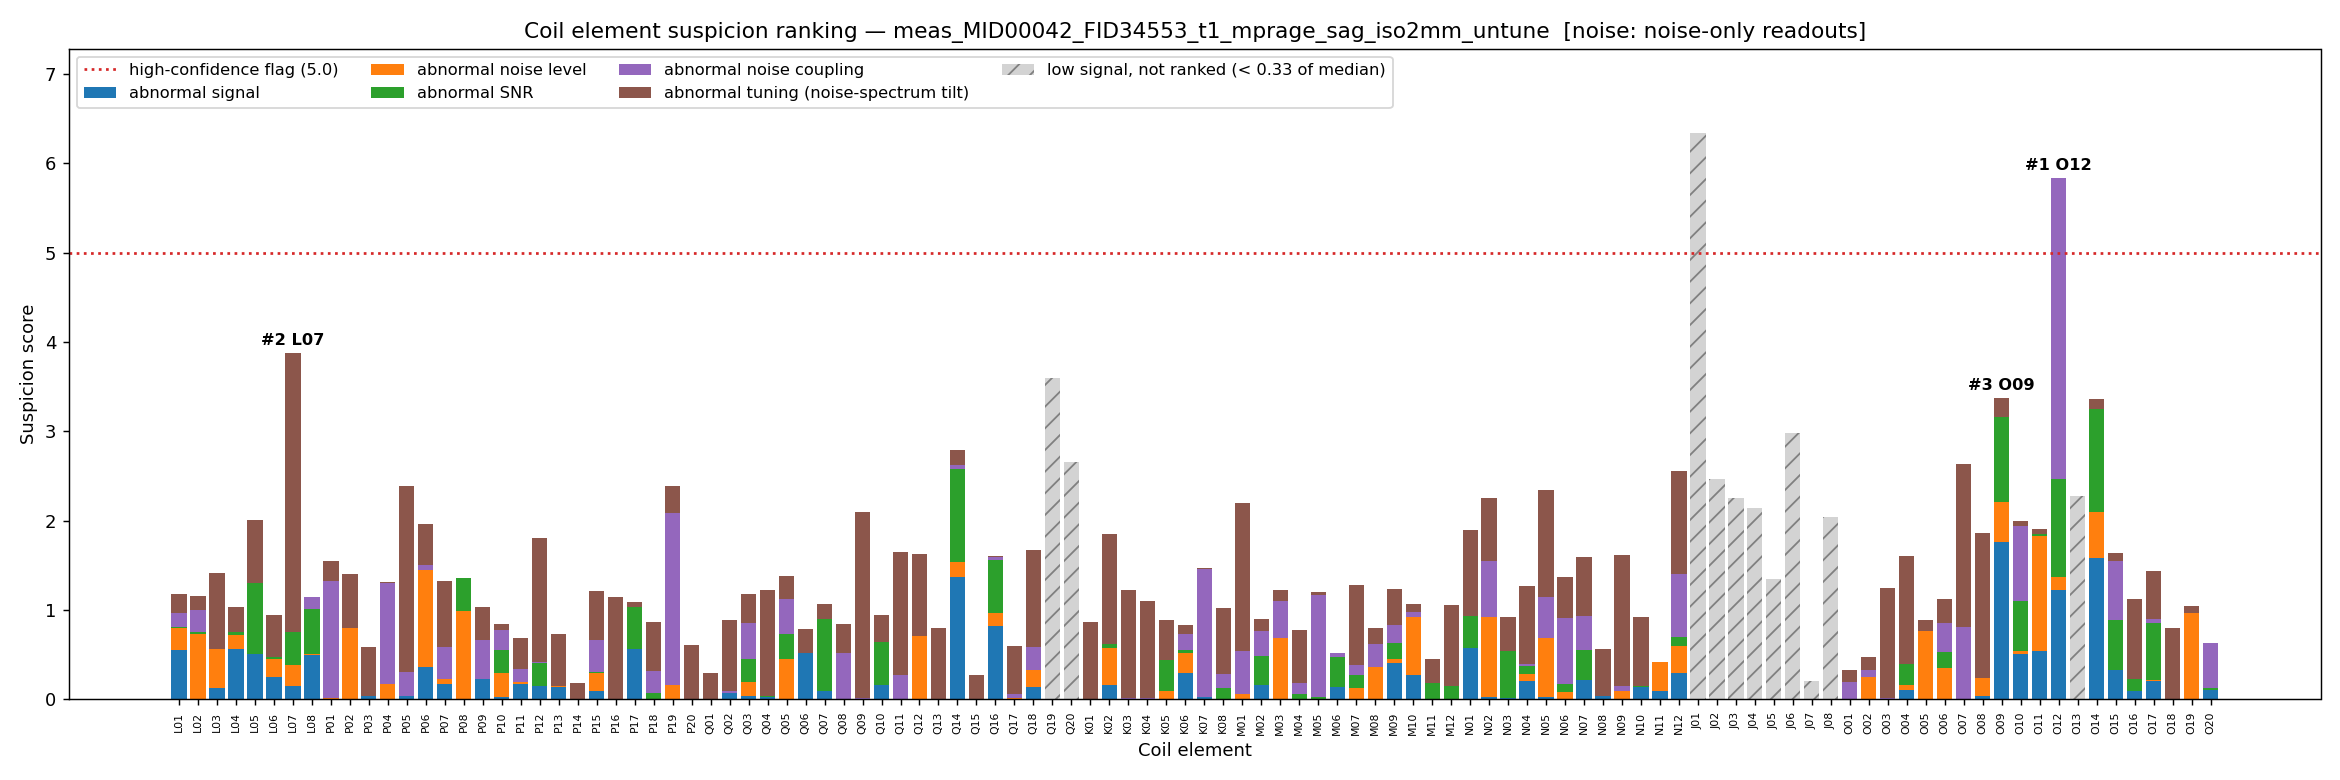 Coil element suspicion ranking — meas_MID00042_FID34553_t1_mprage_sag_iso2mm_untune  [noise: noise-only readouts]
high-confidence flag (5.0)
abnormal signal
abnormal noise level
abnormal SNR
abnormal noise coupling
abnormal tuning (noise-spectrum tilt)
low signal, not ranked (< 0.33 of median)
Suspicion score
7
6
5
4
3
2
1
0
#2 L07
#3 O09
#1 O12
L01 L02 L03 L04 L05 L06 L07 L08 P01 P02 P03 P04 P05 P06 P07 P08 P09 P10 P11 P12 P13 P14 P15 P16 P17 P18 P19 P20 Q01 Q02 Q03 Q04 Q05 Q06 Q07 Q08 Q09 Q10 Q11 Q12 Q13 Q14 Q15 Q16 Q17 Q18 Q19 Q20 K01 K02 K03 K04 K05 K06 K07 K08 M01 M02 M03 M04 M05 M06 M07 M08 M09 M10 M11 M12 N01 N02 N03 N04 N05 N06 N07 N08 N09 N10 N11 N12 J01 J02 J03 J04 J05 J06 J07 J08 O01 O02 O03 O04 O05 O06 O07 O08 O09 O10 O11 O12 O13 O14 O15 O16 O17 O18 O19 O20
Coil element